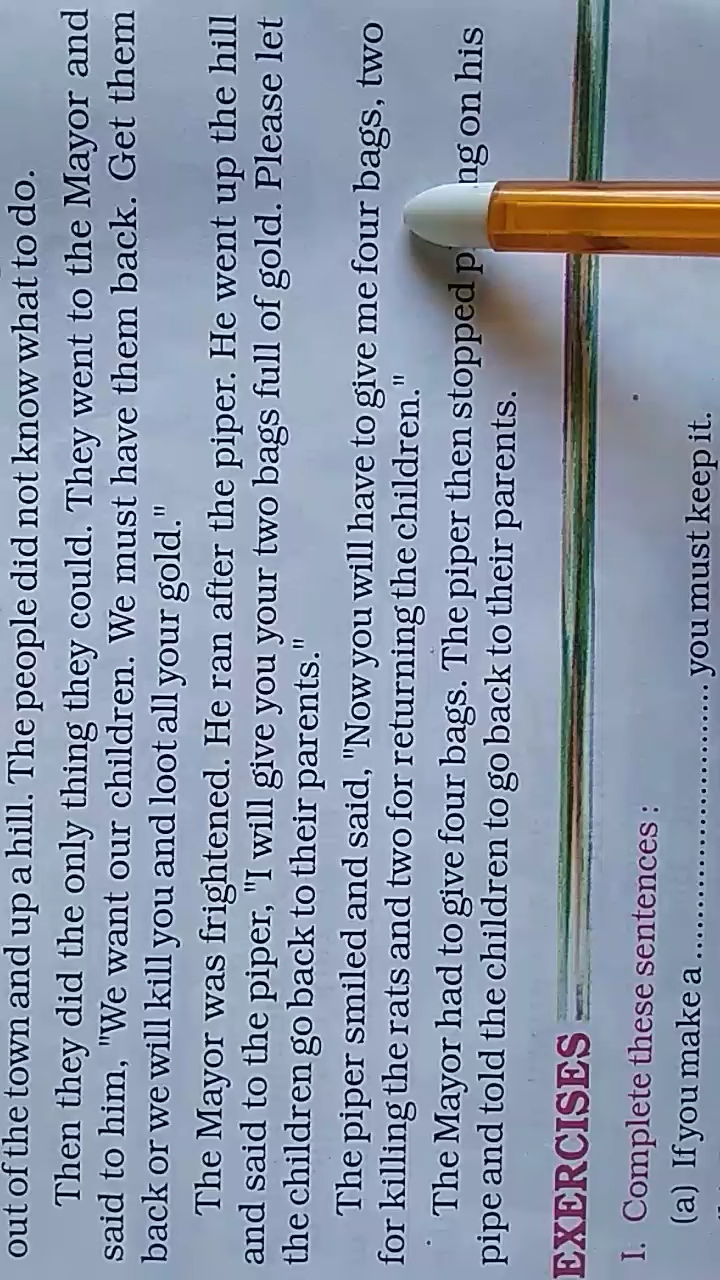 out of the town and up a hill. The people did not know what to do.
Then they did the only thing they could. They went to the Mayor and
said to him, "We want our children. We must have them back. Get them
back or we will kill you and loot all your gold."
The Mayor was frightened. He ran after the piper. He went up the hill
and said to the piper, "I will give you your two bags full of gold. Please let
the children go back to their parents."
The piper smiled and said, "Now you will have to give me four bags, two
for killing the rats and two for returning the children."
The Mayor had to give four bags. The piper then stopped on his
pipe and told the children to go back to their parents.
EXERCISES
I. Complete these sentences :
(a) If you make a .................................. you must keep it.